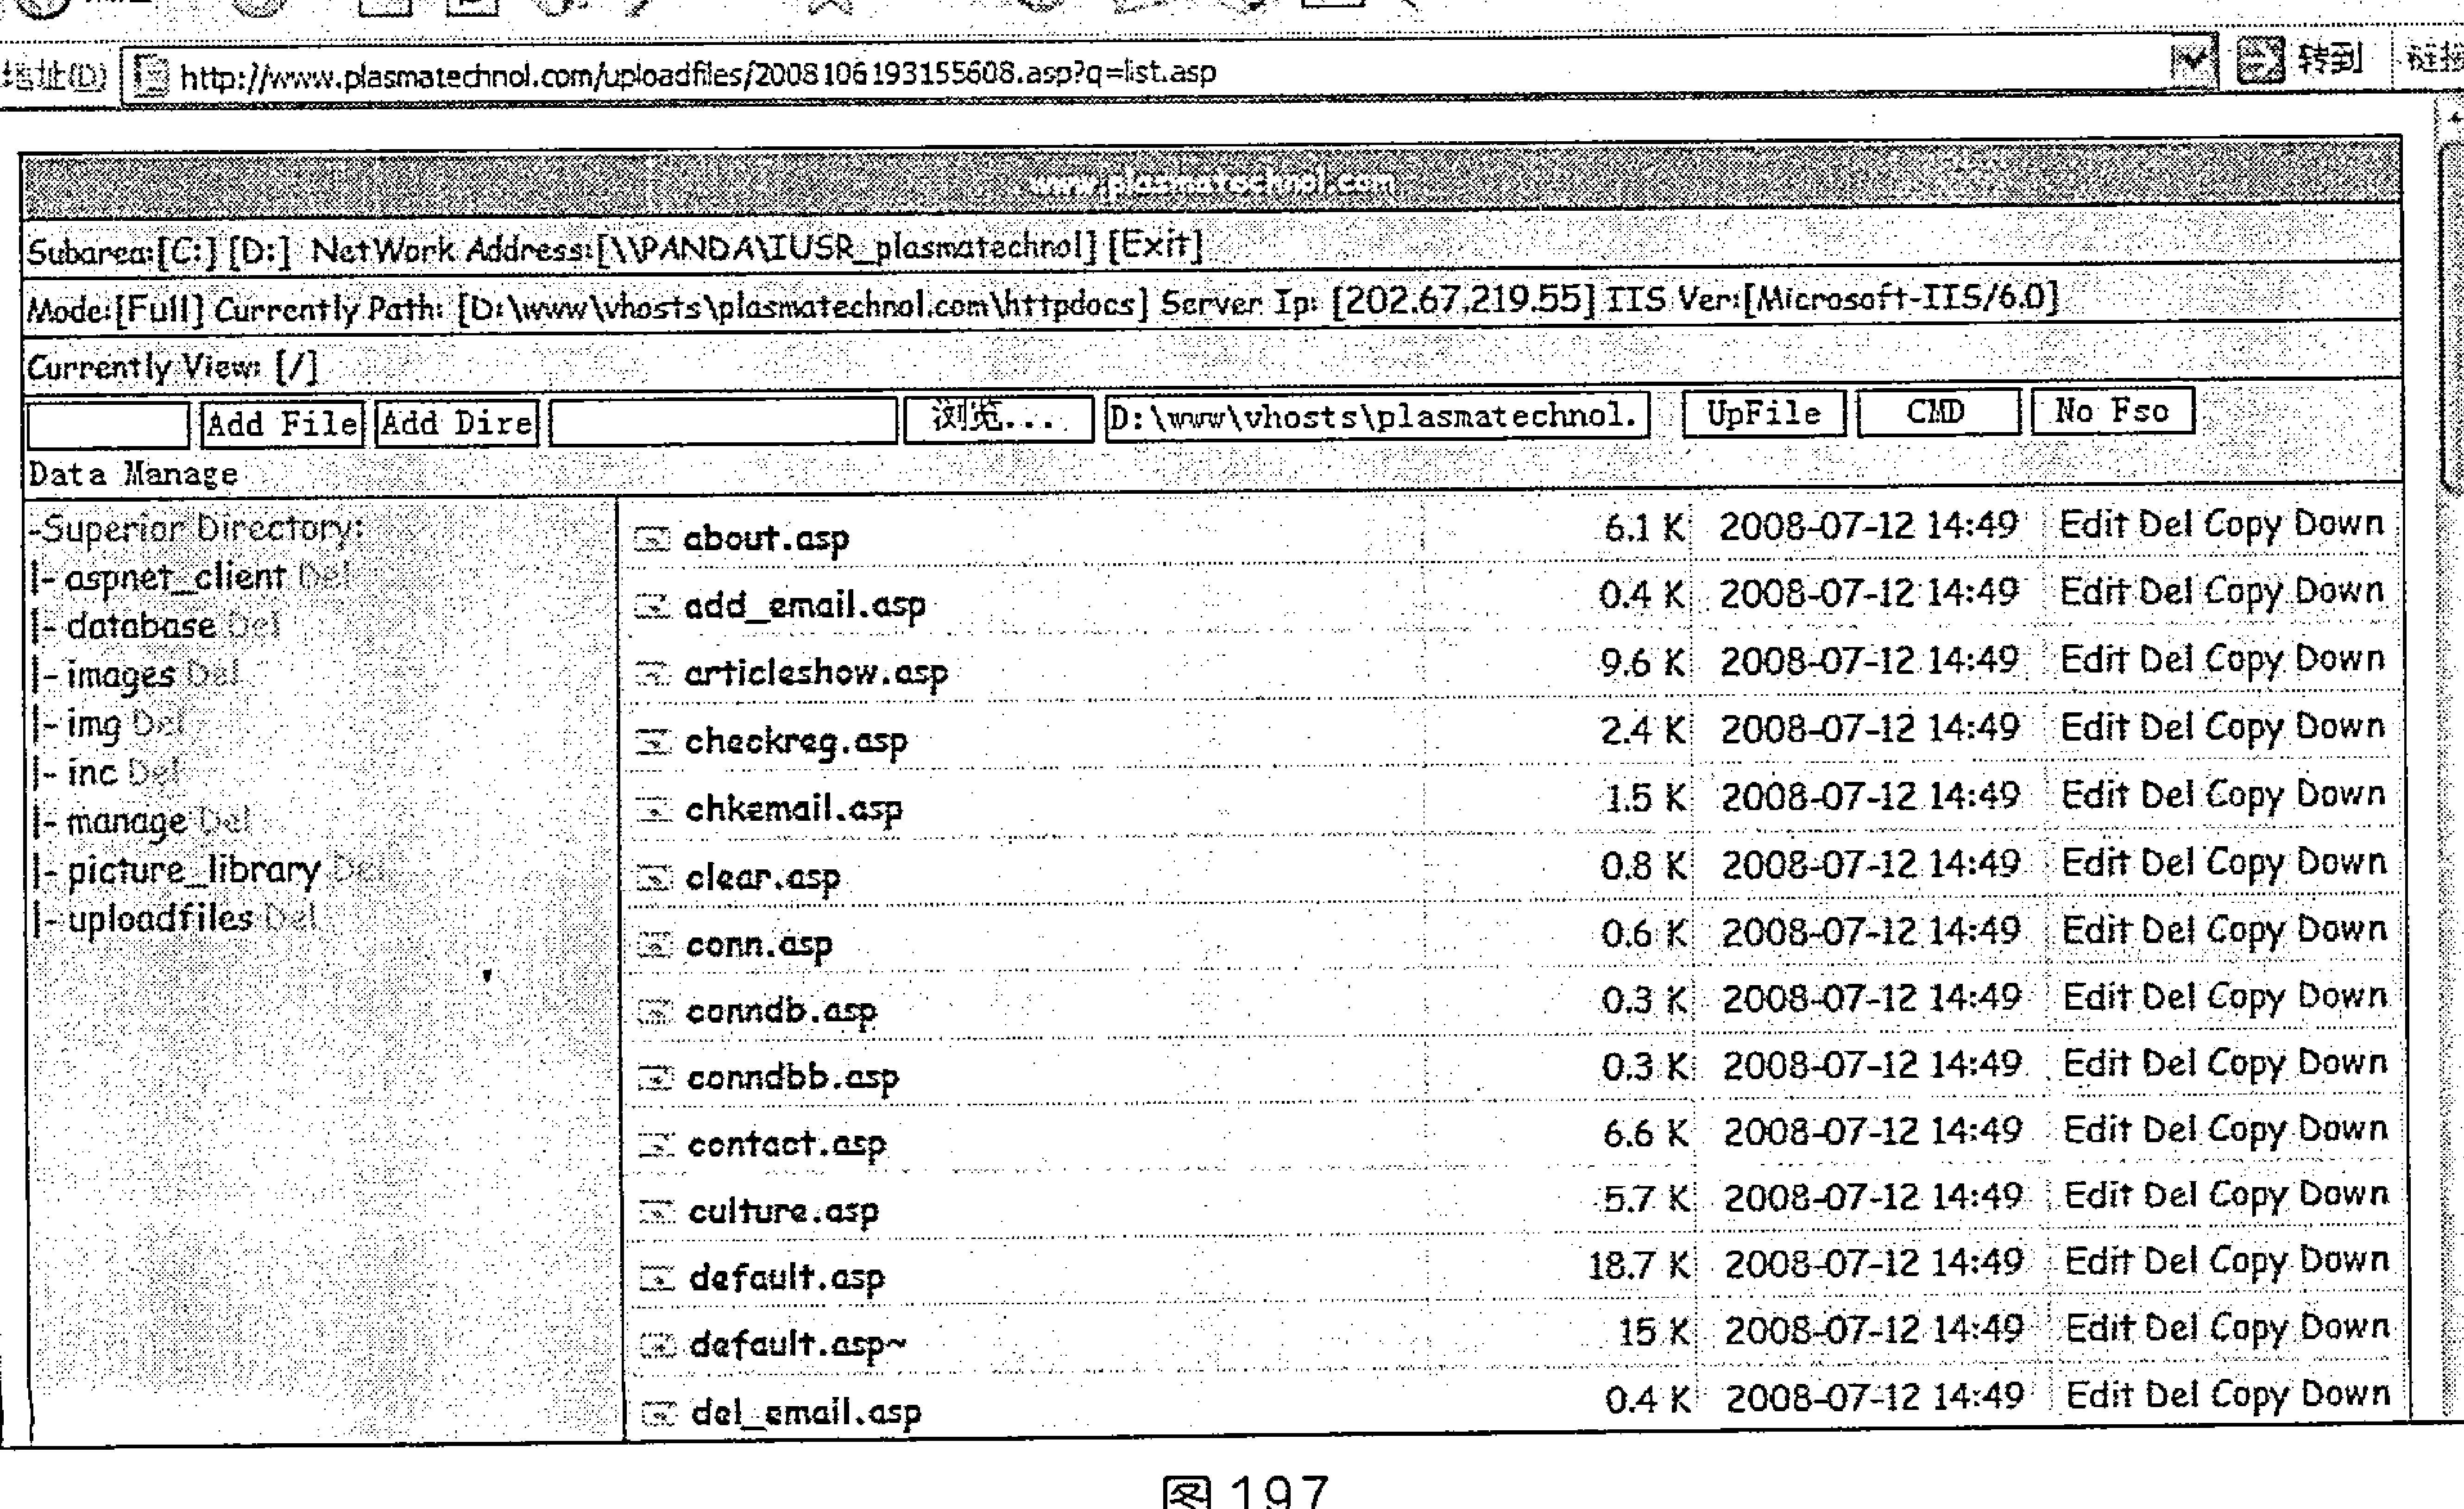 地址(D) http://www.plasmatechnol.com/uploadfiles/2008106193155608.asp?q=list.asp 转到 链接
www.plasmatechnol.com
Subarea:[C:] [D:] NetWork Address:[\\PANDA\IUSR_plasmatechnol] [Exit]
Mode:[Full] Currently Path: [D:\www\vhosts\plasmatechnol.com\httpdocs] Server Ip: [202.67.219.55] IIS Ver:[Microsoft-IIS/6.0]
Currently View: [/]
Add File Add Dire 浏览... D:\www\vhosts\plasmatechnol. UpFile CMD No Fso
Data Manage
-Superior Directory:
|- aspnet_client Del
|- database Del
|- images Del
|- img Del
|- inc Del
|- manage Del
|- picture_library Del
|- uploadfiles Del
about.asp 6.1 K 2008-07-12 14:49 Edit Del Copy Down
add_email.asp 0.4 K 2008-07-12 14:49 Edit Del Copy Down
articleshow.asp 9.6 K 2008-07-12 14:49 Edit Del Copy Down
checkreg.asp 2.4 K 2008-07-12 14:49 Edit Del Copy Down
chkemail.asp 1.5 K 2008-07-12 14:49 Edit Del Copy Down
clear.asp 0.8 K 2008-07-12 14:49 Edit Del Copy Down
conn.asp 0.6 K 2008-07-12 14:49 Edit Del Copy Down
conndb.asp 0.3 K 2008-07-12 14:49 Edit Del Copy Down
conndbb.asp 0.3 K 2008-07-12 14:49 Edit Del Copy Down
contact.asp 6.6 K 2008-07-12 14:49 Edit Del Copy Down
culture.asp 5.7 K 2008-07-12 14:49 Edit Del Copy Down
default.asp 18.7 K 2008-07-12 14:49 Edit Del Copy Down
default.asp~ 15 K 2008-07-12 14:49 Edit Del Copy Down
del_email.asp 0.4 K 2008-07-12 14:49 Edit Del Copy Down
图 197